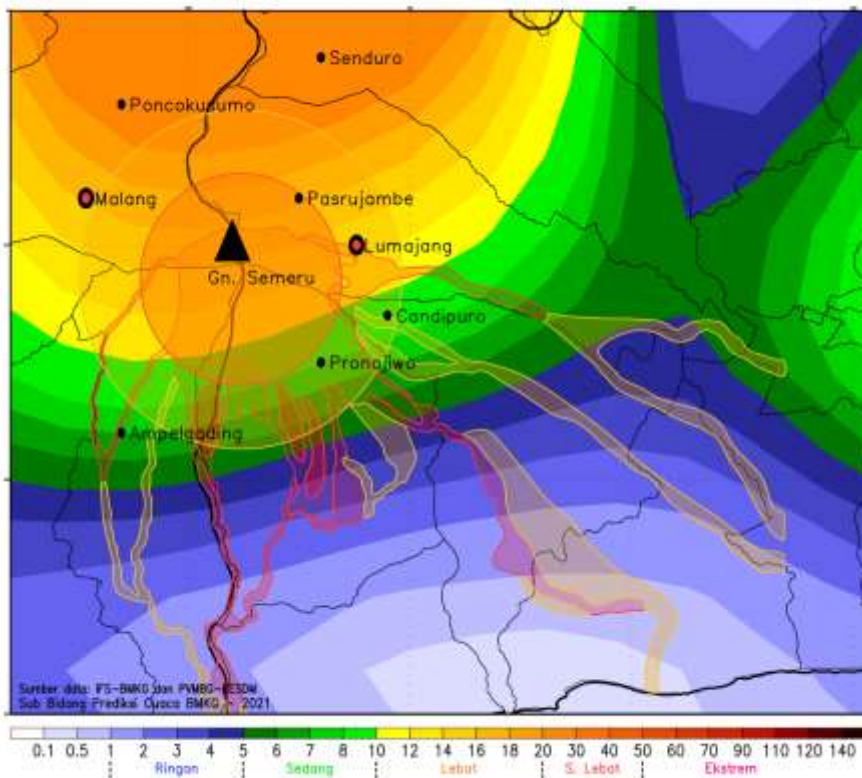 Senduro
Poncokusumo
Malang
Pasrujambe
Lumajang
Gn. Semeru
Candipuro
Pronojiwo
Ampelgading
Sumber data: IFS-BMKG dan PVMBG-KESDM
Sub Bidang Prediksi Cuaca BMKG - 2021
0.1 0.5 1 2 3 4 5 6 7 8 10 12 14 16 18 20 30 40 50 60 70 90 110 140
Ringan Sedang Lebat S. Lebat Ekstrem